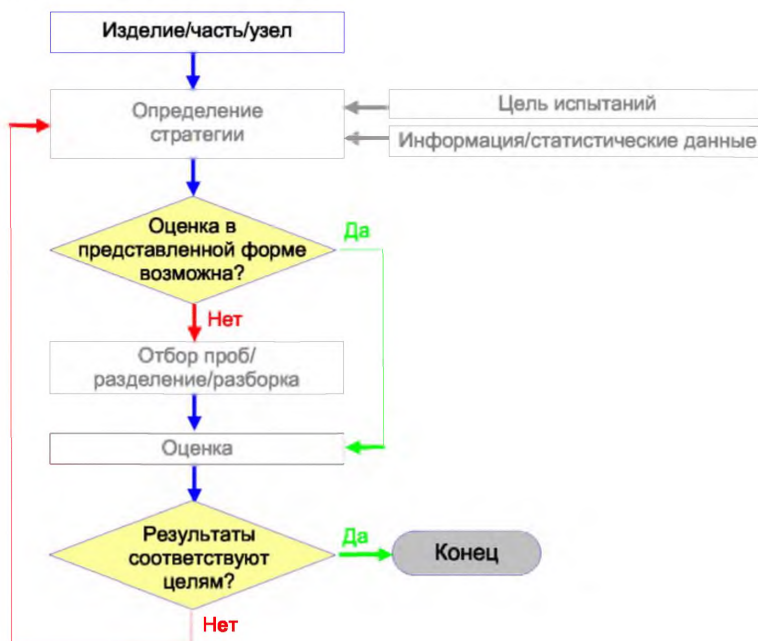 Изделие/часть/узел
Определение
стратегии
Цель испытаний
Информация/статистические данные
Оценка в
представленной форме
возможна?
Да
Нет
Отбор проб/
разделение/разборка
Оценка
Результаты
соответствуют
целям?
Да
Конец
Нет